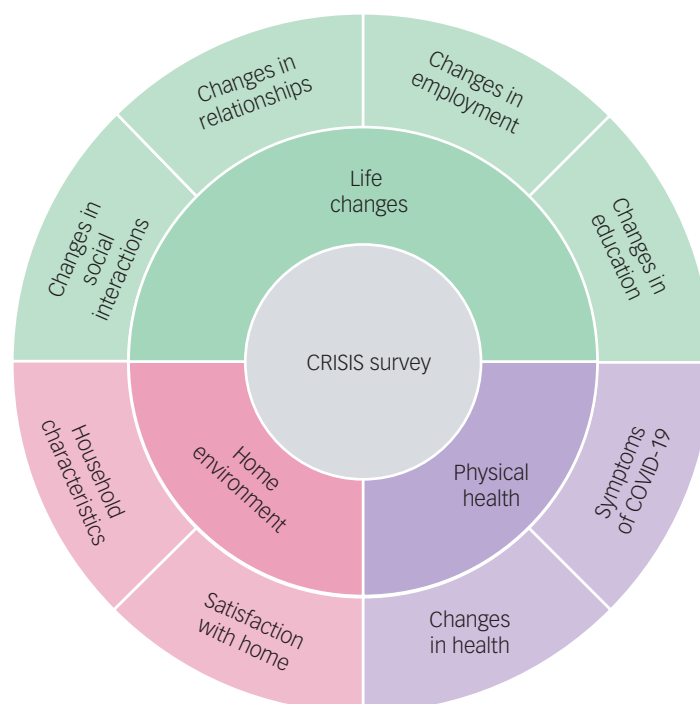 Changes in
relationships
Changes in
employment
Changes in
social
interactions
Life
changes
Changes in
education
CRISIS survey
Household
characteristics
Home
environment
Physical
health
Symptoms
of COVID-19
Satisfaction
with home
Changes
in health